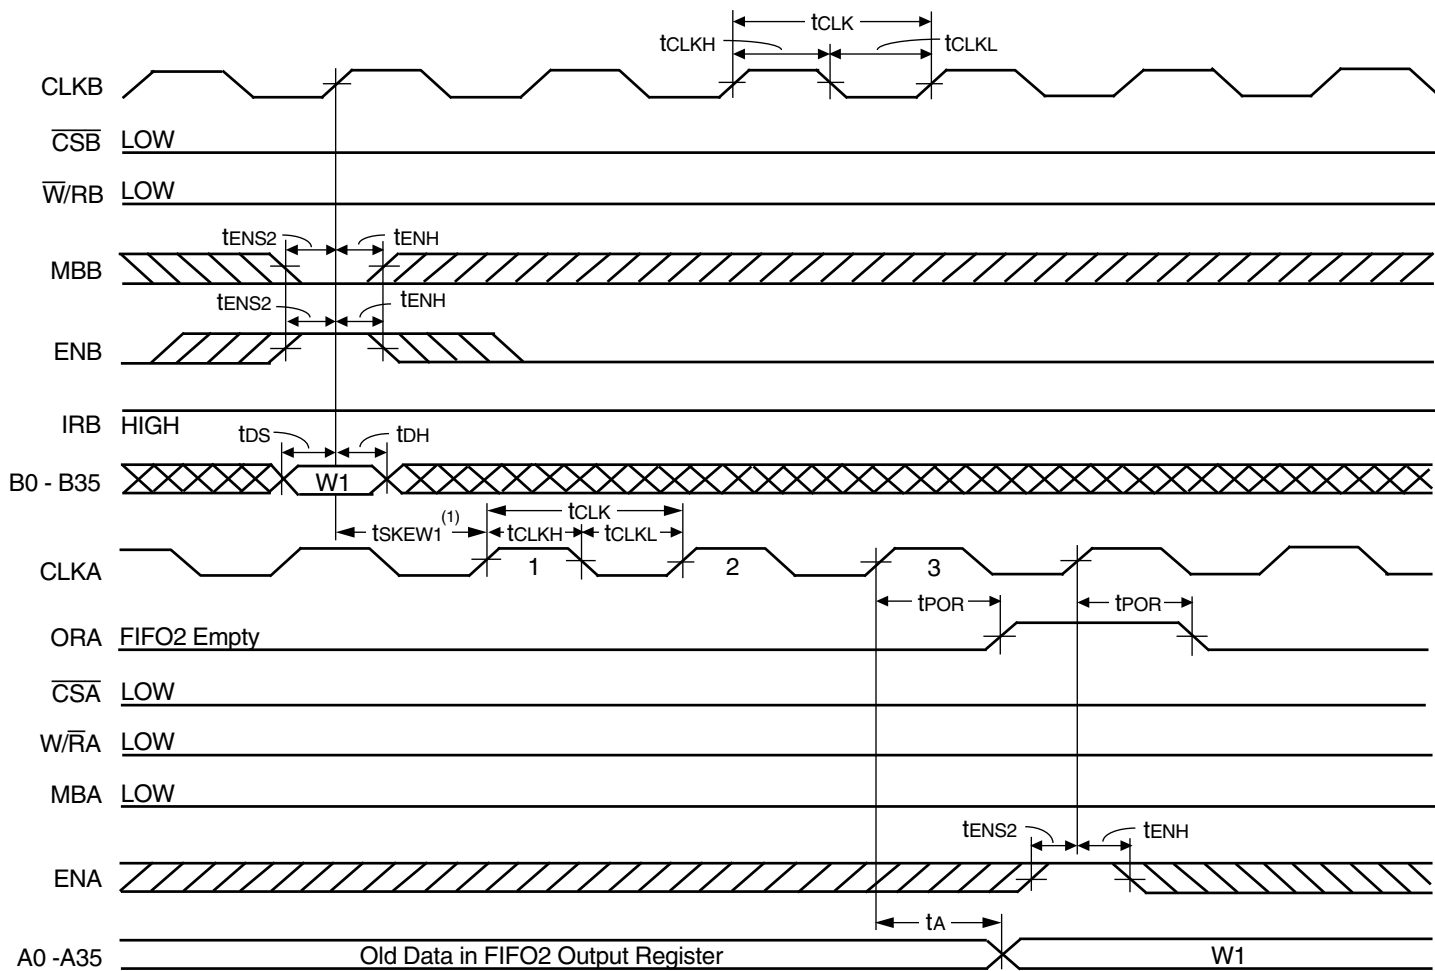 tCLK
tCLKH tCLKL
CLKB
CSB LOW
W/RB LOW
tENS2 tENH
MBB
tENS2 tENH
ENB
IRB HIGH
tDS tDH
B0 - B35 W1
tSKEW1(1) tCLK
tCLKH tCLKL
CLKA 1 2 3
tPOR tPOR
ORA FIFO2 Empty
CSA LOW
W/RA LOW
MBA LOW
tENS2 tENH
ENA
tA
A0 -A35 Old Data in FIFO2 Output Register W1